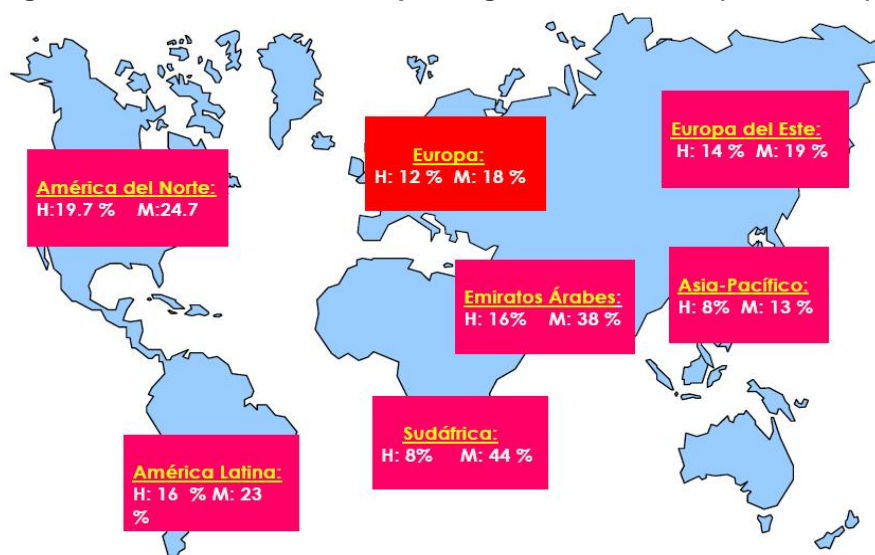 Europa del Este:
H: 14 % M: 19 %
Europa:
H: 12 % M: 18 %
América del Norte:
H:19.7 % M:24.7
Asia-Pacífico:
H: 8% M: 13 %
Emiratos Árabes:
H: 16% M: 38 %
Sudáfrica:
H: 8% M: 44 %
América Latina:
H: 16 % M: 23
%